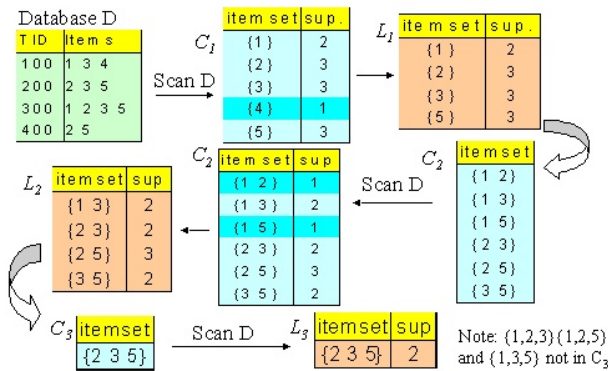 Database D
TID Items
100 1 3 4
200 2 3 5
300 1 2 3 5
400 2 5
Scan D
C1
itemset sup.
{1} 2
{2} 3
{3} 3
{4} 1
{5} 3
L1
itemset sup.
{1} 2
{2} 3
{3} 3
{5} 3
C2
itemset
{1 2}
{1 3}
{1 5}
{2 3}
{2 5}
{3 5}
Scan D
C2
itemset sup
{1 2} 1
{1 3} 2
{1 5} 1
{2 3} 2
{2 5} 3
{3 5} 2
L2
itemset sup
{1 3} 2
{2 3} 2
{2 5} 3
{3 5} 2
C3
itemset
{2 3 5}
Scan D
L3
itemset sup
{2 3 5} 2
Note: {1,2,3}{1,2,5}
and {1,3,5} not in C3